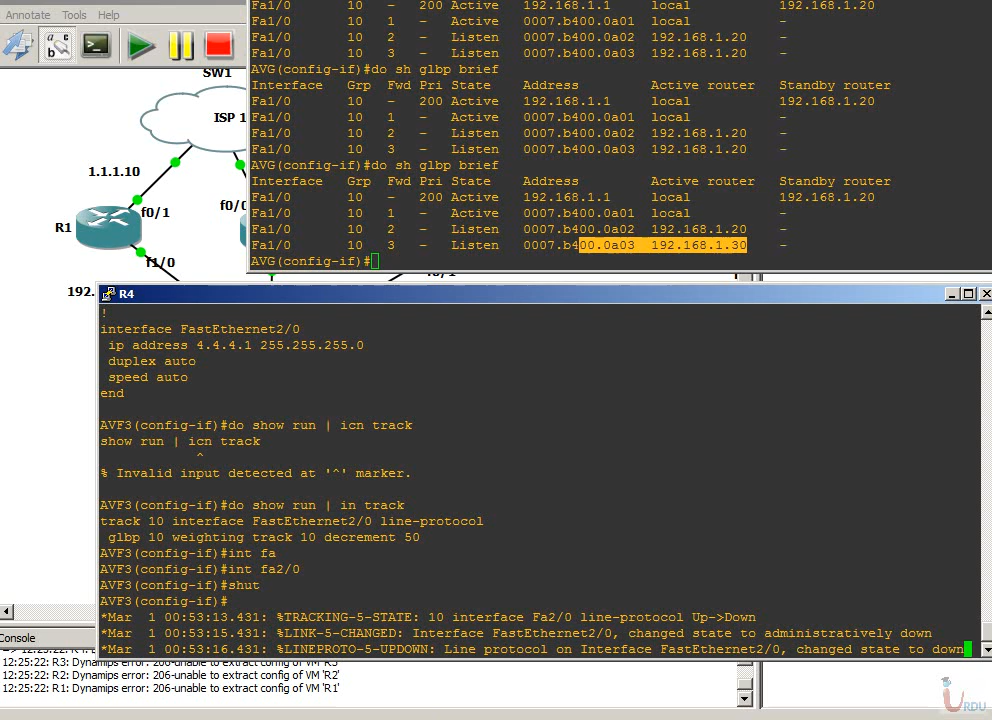 Annotate Tools Help
SW1
ISP 1
1.1.1.10
f0/1
f0/0
R1
f1/0
192.
Fa1/0 10 - 200 Active 192.168.1.1 local 192.168.1.20
Fa1/0 10 1 - Active 0007.b400.0a01 local -
Fa1/0 10 2 - Listen 0007.b400.0a02 192.168.1.20 -
Fa1/0 10 3 - Listen 0007.b400.0a03 192.168.1.20 -
AVG(config-if)#do sh glbp brief
Interface Grp Fwd Pri State Address Active router Standby router
Fa1/0 10 - 200 Active 192.168.1.1 local 192.168.1.20
Fa1/0 10 1 - Active 0007.b400.0a01 local -
Fa1/0 10 2 - Listen 0007.b400.0a02 192.168.1.20 -
Fa1/0 10 3 - Listen 0007.b400.0a03 192.168.1.20 -
AVG(config-if)#do sh glbp brief
Interface Grp Fwd Pri State Address Active router Standby router
Fa1/0 10 - 200 Active 192.168.1.1 local 192.168.1.20
Fa1/0 10 1 - Active 0007.b400.0a01 local -
Fa1/0 10 2 - Listen 0007.b400.0a02 192.168.1.20 -
Fa1/0 10 3 - Listen 0007.b400.0a03 192.168.1.30 -
AVG(config-if)#
R4
!
interface FastEthernet2/0
ip address 4.4.4.1 255.255.255.0
duplex auto
speed auto
end
AVF3(config-if)#do show run | icn track
show run | icn track
^
% Invalid input detected at '^' marker.
AVF3(config-if)#do show run | in track
track 10 interface FastEthernet2/0 line-protocol
glbp 10 weighting track 10 decrement 50
AVF3(config-if)#int fa
AVF3(config-if)#int fa2/0
AVF3(config-if)#shut
AVF3(config-if)#
*Mar 1 00:53:13.431: %TRACKING-5-STATE: 10 interface Fa2/0 line-protocol Up->Down
*Mar 1 00:53:15.431: %LINK-5-CHANGED: Interface FastEthernet2/0, changed state to administratively down
*Mar 1 00:53:16.431: %LINEPROTO-5-UPDOWN: Line protocol on Interface FastEthernet2/0, changed state to down
Console
12:25:22: R3: Dynamips error: 206-unable to extract config of VM 'R3'
12:25:22: R2: Dynamips error: 206-unable to extract config of VM 'R2'
12:25:22: R1: Dynamips error: 206-unable to extract config of VM 'R1'
URDU